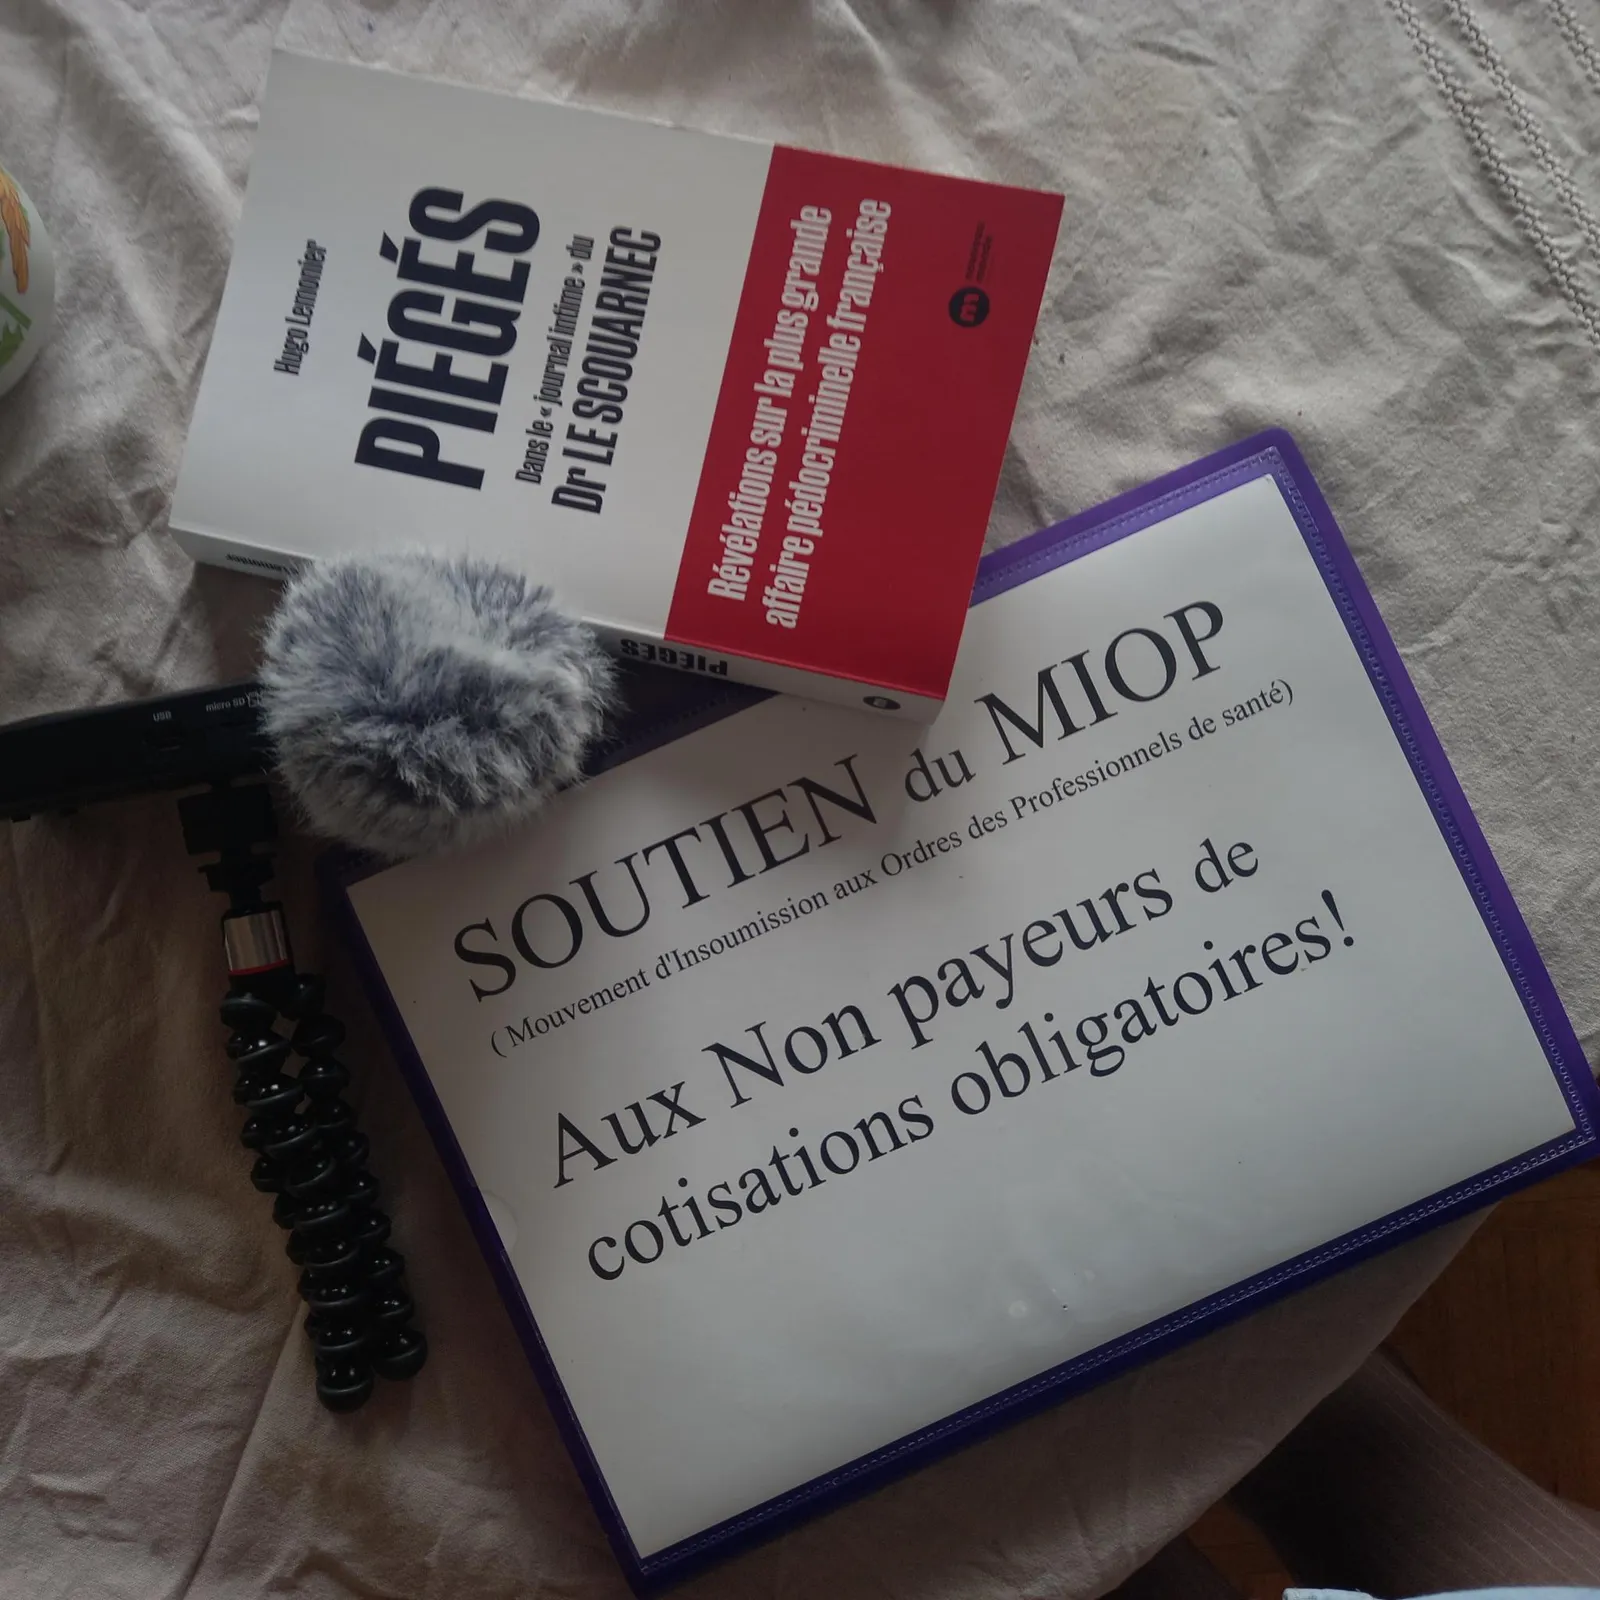 Hugo Lemonnier
PIÉGÉS
Dans le « journal intime » du
Dr LE SCOUARNEC
Révélations sur la plus grande
affaire pédocriminelle française
m
PIÉGÉS
USB
micro SD
SOUTIEN du MIOP
( Mouvement d'Insoumission aux Ordres des Professionnels de santé)
Aux Non payeurs de
cotisations obligatoires!